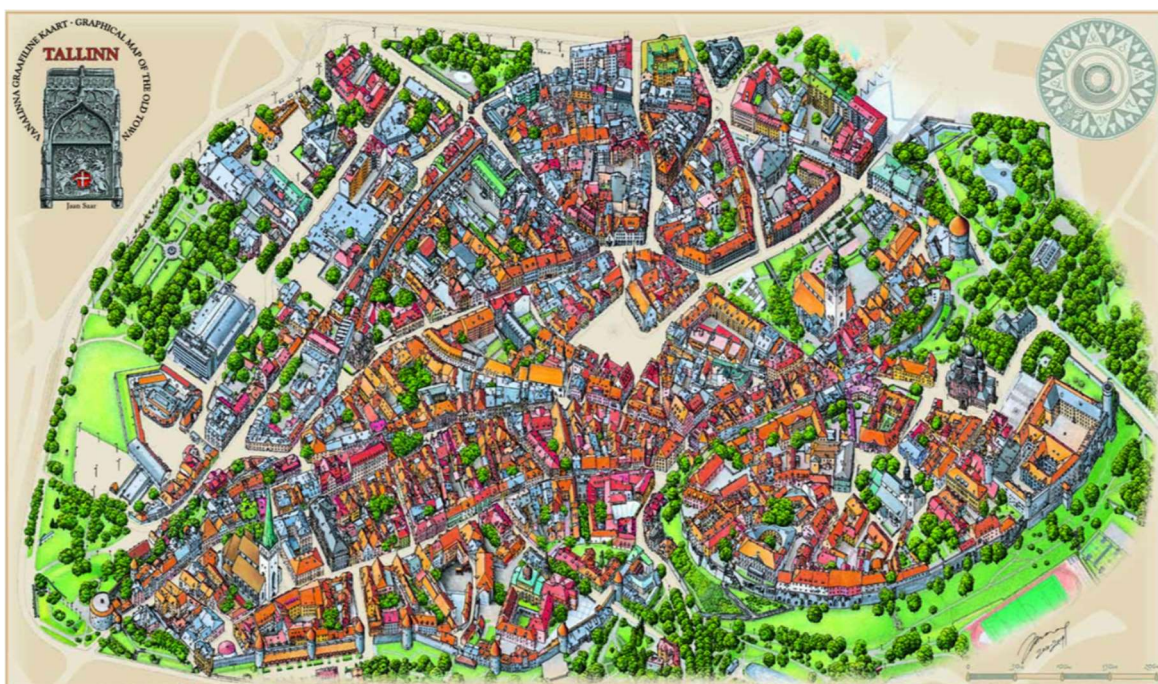 VANALINNA GRAAFILINE KAART - GRAPHICAL MAP OF THE OLD TOWN
TALLINN
Jaan Saar